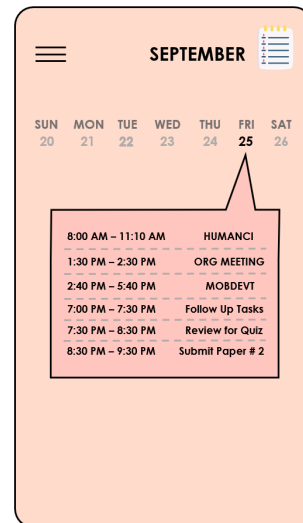 SEPTEMBER
SUN MON TUE WED THU FRI SAT
20 21 22 23 24 25 26
8:00 AM – 11:10 AM HUMANCI
1:30 PM – 2:30 PM ORG MEETING
2:40 PM – 5:40 PM MOBDEVT
7:00 PM – 7:30 PM Follow Up Tasks
7:30 PM – 8:30 PM Review for Quiz
8:30 PM – 9:30 PM Submit Paper # 2